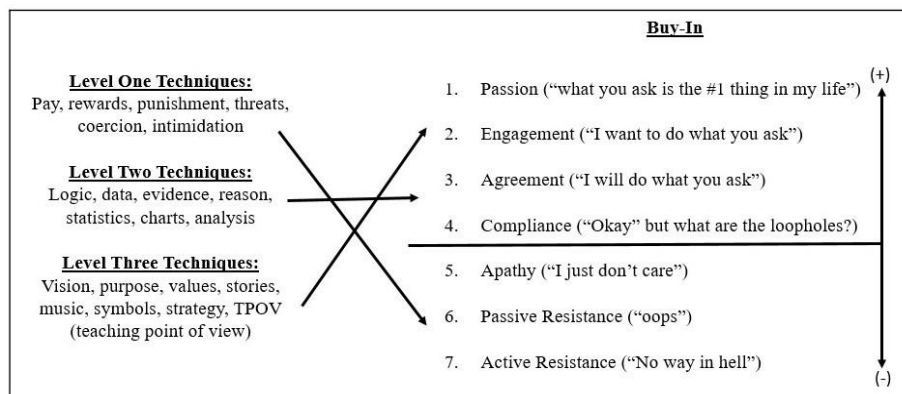 Buy-In
(+)
Level One Techniques:
Pay, rewards, punishment, threats,
coercion, intimidation
Level Two Techniques:
Logic, data, evidence, reason,
statistics, charts, analysis
Level Three Techniques:
Vision, purpose, values, stories,
music, symbols, strategy, TPOV
(teaching point of view)
1. Passion (“what you ask is the #1 thing in my life”)
2. Engagement (“I want to do what you ask”)
3. Agreement (“I will do what you ask”)
4. Compliance (“Okay” but what are the loopholes?)
5. Apathy (“I just don’t care”)
6. Passive Resistance (“oops”)
7. Active Resistance (“No way in hell”)
(-)